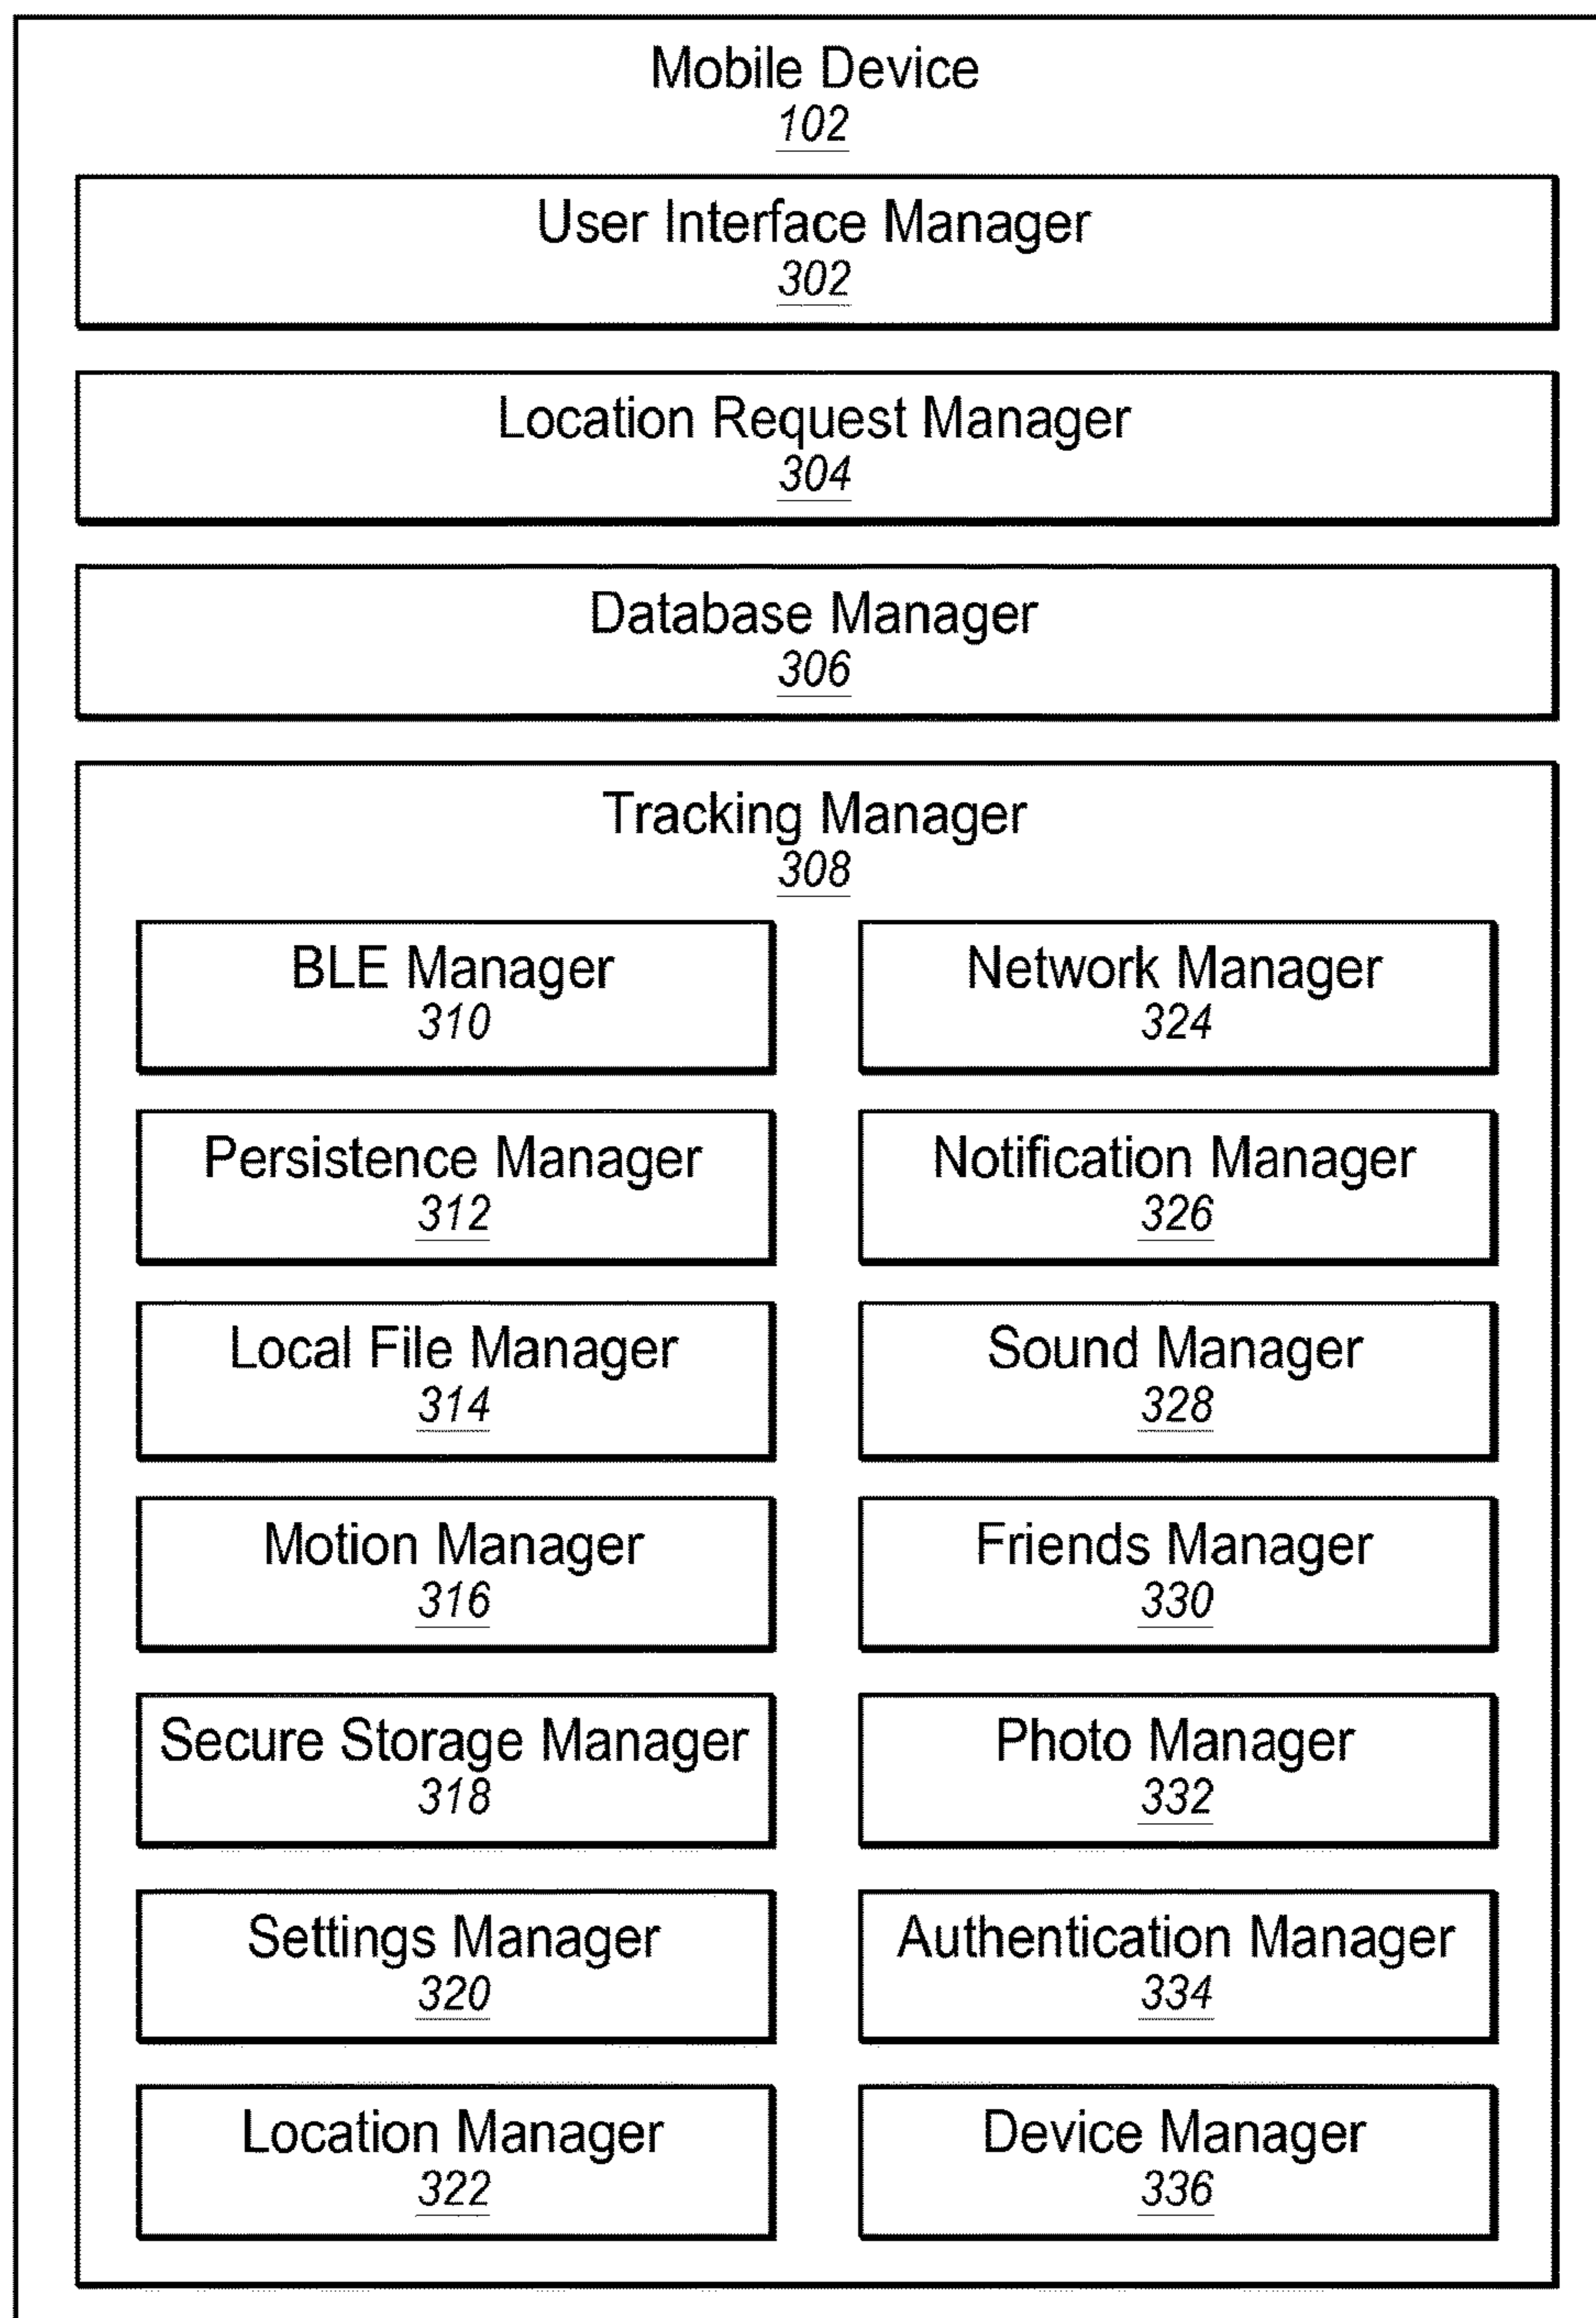 Mobile Device
102
User Interface Manager
302
Location Request Manager
304
Database Manager
306
Tracking Manager
308
BLE Manager
310
Network Manager
324
Persistence Manager
312
Notification Manager
326
Local File Manager
314
Sound Manager
328
Motion Manager
316
Friends Manager
330
Secure Storage Manager
318
Photo Manager
332
Settings Manager
320
Authentication Manager
334
Location Manager
322
Device Manager
336